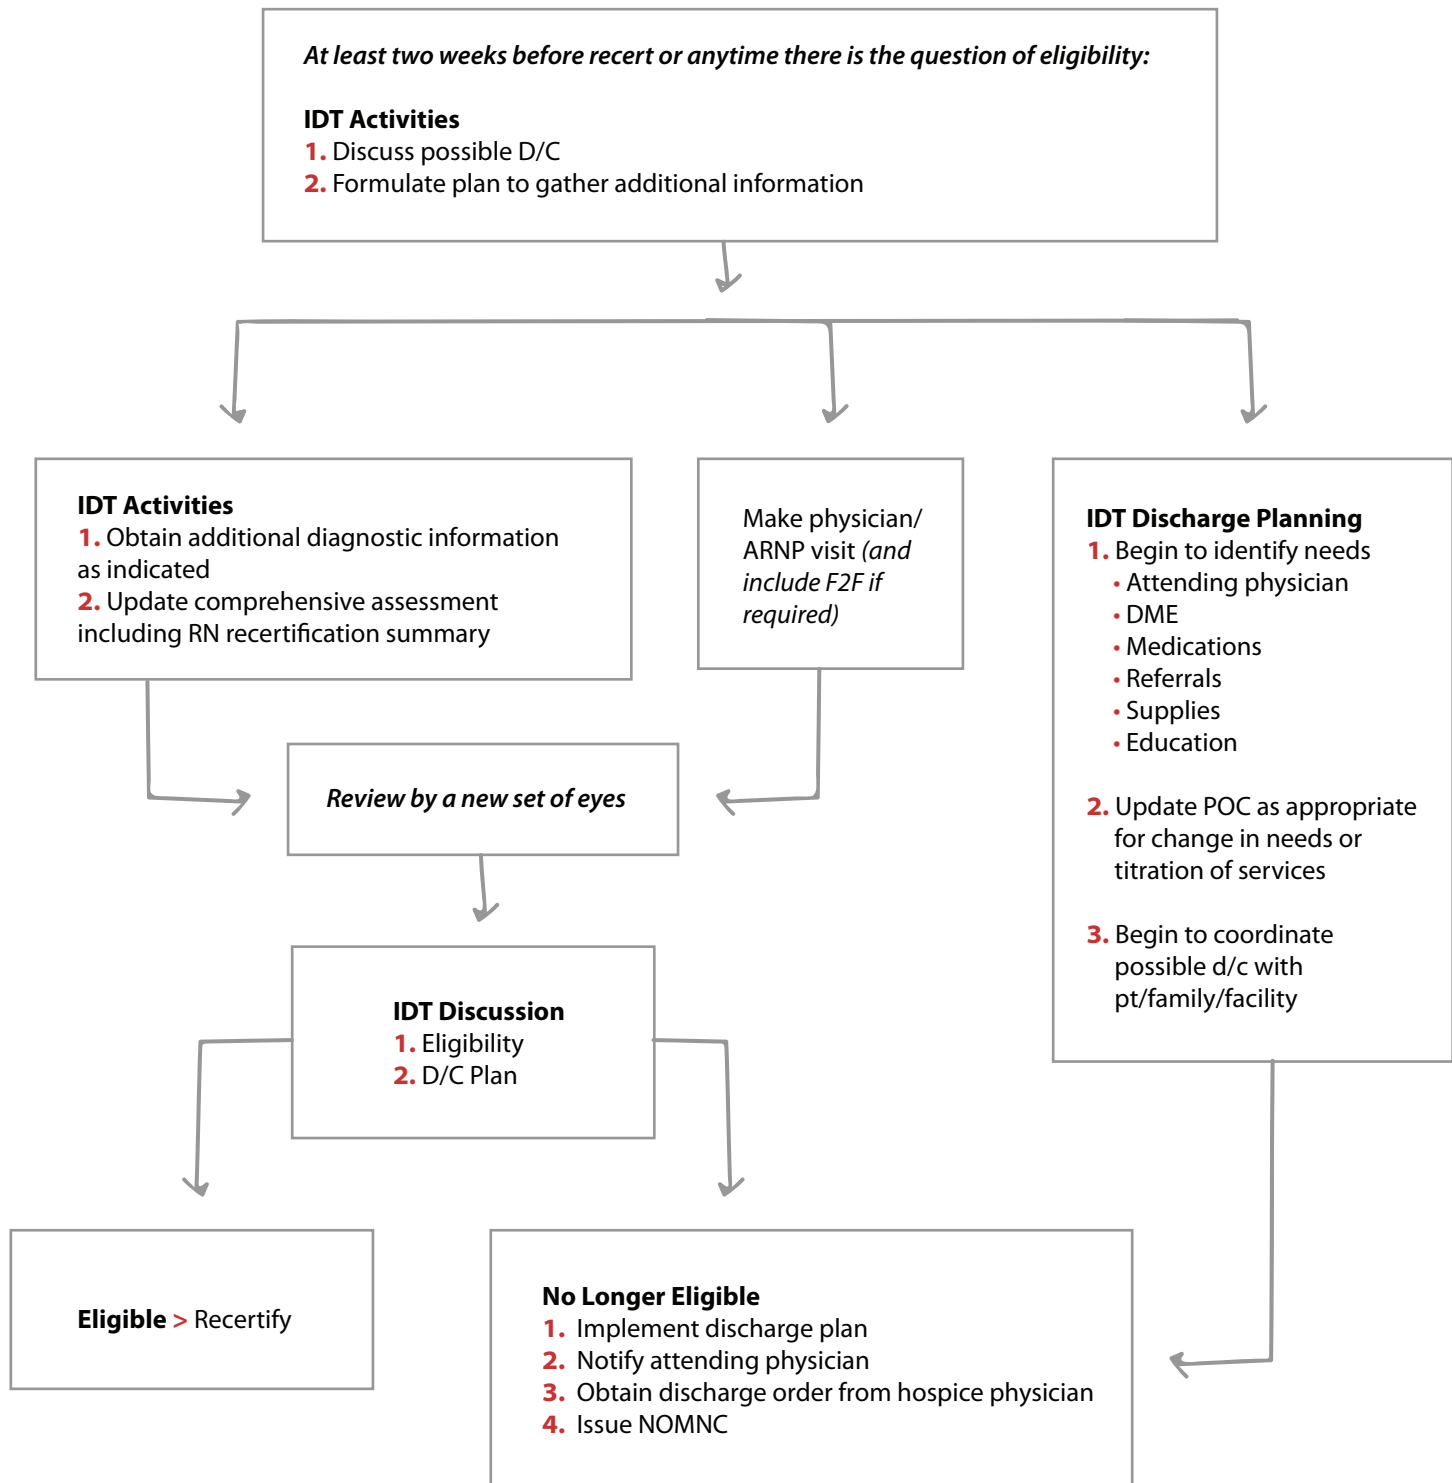 At least two weeks before recert or anytime there is the question of eligibility:
IDT Activities
1. Discuss possible D/C
2. Formulate plan to gather additional information
IDT Activities
1. Obtain additional diagnostic information
as indicated
2. Update comprehensive assessment
including RN recertification summary
Make physician/
ARNP visit (and
include F2F if
required)
IDT Discharge Planning
1. Begin to identify needs
• Attending physician
• DME
• Medications
• Referrals
• Supplies
• Education
2. Update POC as appropriate
for change in needs or
titration of services
3. Begin to coordinate
possible d/c with
pt/family/facility
Review by a new set of eyes
IDT Discussion
1. Eligibility
2. D/C Plan
Eligible > Recertify
No Longer Eligible
1. Implement discharge plan
2. Notify attending physician
3. Obtain discharge order from hospice physician
4. Issue NOMNC